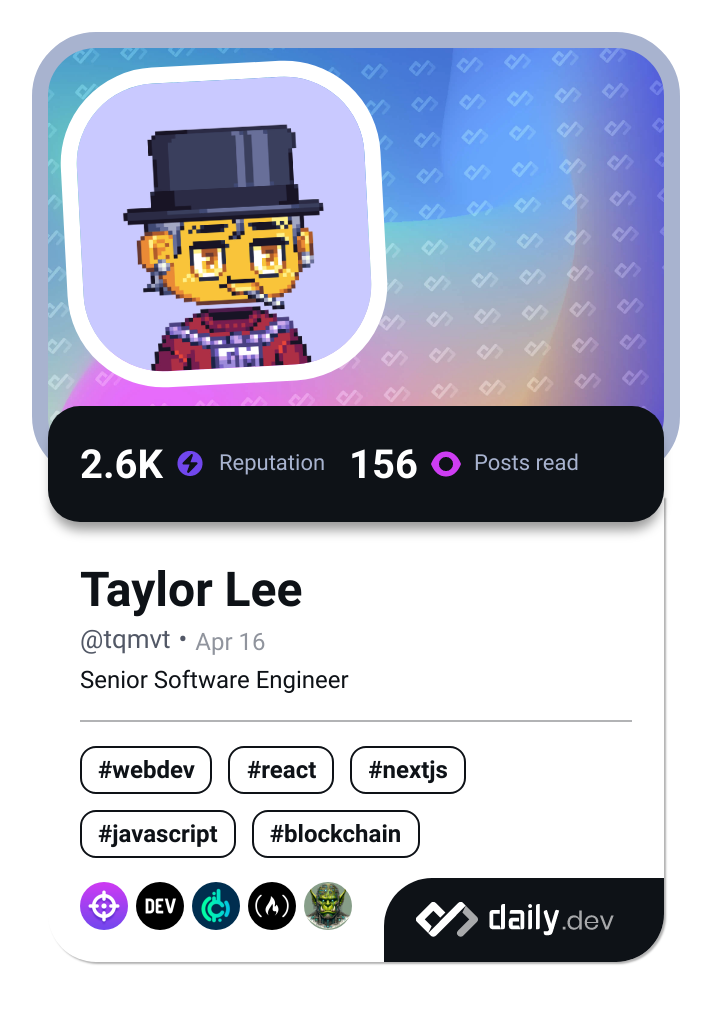 GM
2.6K Reputation 156 Posts read
Taylor Lee
@tqmvt • Apr 16
Senior Software Engineer
#webdev #react #nextjs
#javascript #blockchain
DEV
daily.dev